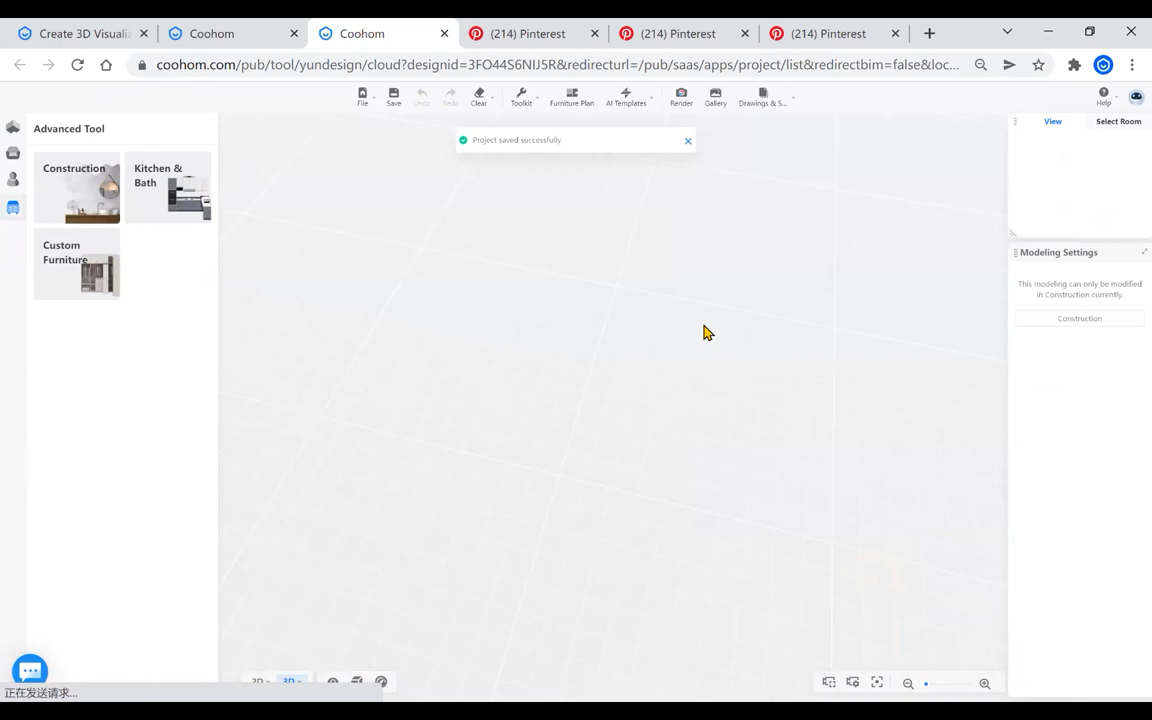 Create 3D Visualiz
Coohom
Coohom
(214) Pinterest
(214) Pinterest
(214) Pinterest
coohom.com/pub/tool/yundesign/cloud?designid=3FO44S6NIJ5R&redirecturl=/pub/saas/apps/project/list&redirectbim=false&loc...
File
Save
Undo
Redo
Clear
Toolkit
Furniture Plan
AI Templates
Render
Gallery
Drawings & S...
Help
Advanced Tool
Construction
Kitchen &
Bath
Custom
Furniture
Project saved successfully.
View
Select Room
Modeling Settings
This modeling can only be modified
in Construction currently.
Construction
2D
3D
正在发送请求...